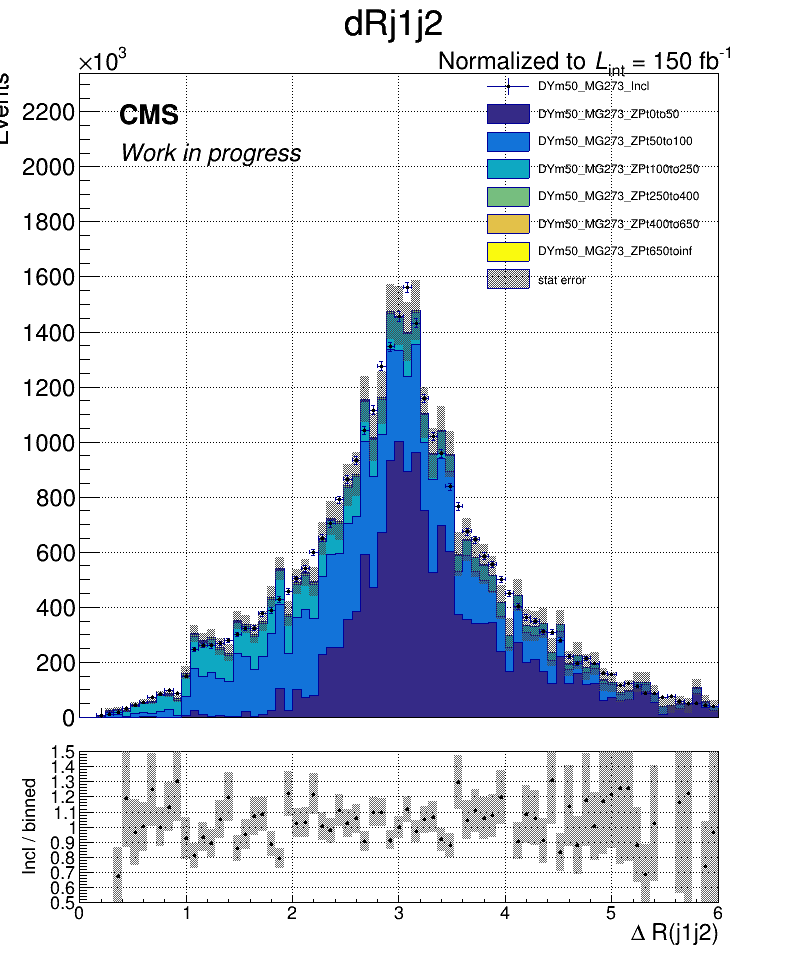 dRj1j2
×10³
Normalized to L_int = 150 fb⁻¹
Events
CMS
Work in progress
DYm50_MG273_Incl
DYm50_MG273_ZPt0to50
DYm50_MG273_ZPt50to100
DYm50_MG273_ZPt100to250
DYm50_MG273_ZPt250to400
DYm50_MG273_ZPt400to650
DYm50_MG273_ZPt650toinf
stat error
2200
2000
1800
1600
1400
1200
1000
800
600
400
200
0
Incl / binned
1.5
1.4
1.3
1.2
1.1
1
0.9
0.8
0.7
0.6
0.5
0 1 2 3 4 5 6
Δ R(j1j2)